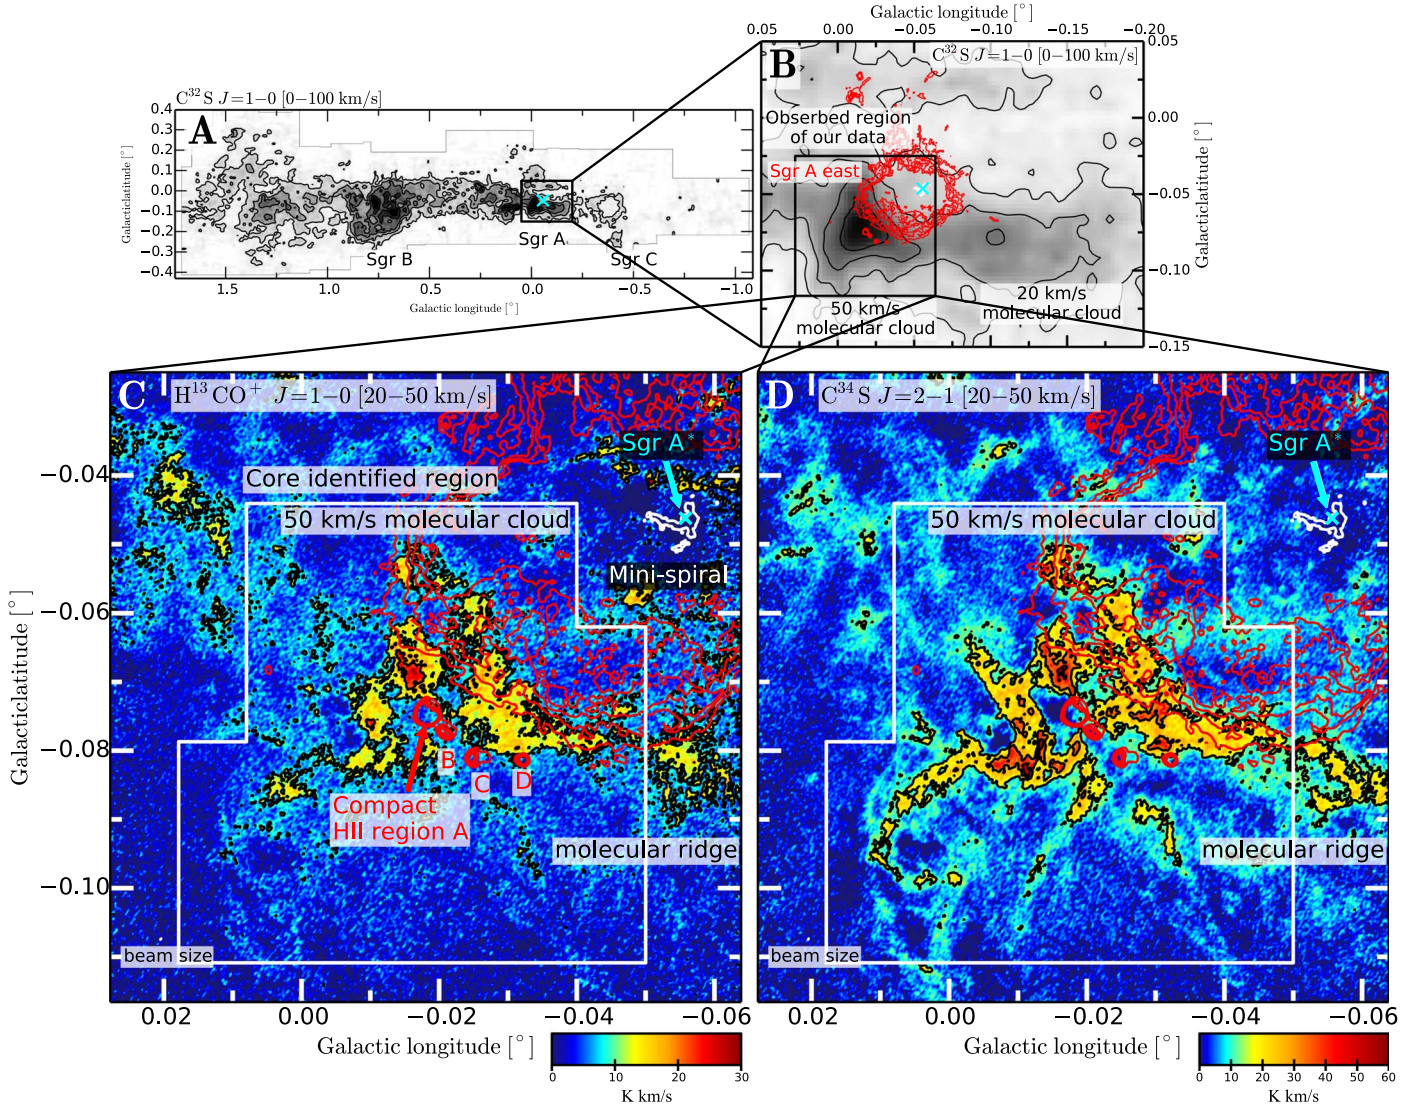 C³²S J=1−0 [0−100 km/s]
A
0.4
0.3
0.2
0.1
0.0
−0.1
−0.2
−0.3
−0.4
Galacticlatitude [°]
Sgr B
Sgr A
Sgr C
1.5
1.0
0.5
0.0
−0.5
−1.0
Galactic longitude [°]
Galactic longitude [°]
0.05
0.00
−0.05
−0.10
−0.15
−0.20
B
C³²S J=1−0 [0−100 km/s]
Obserbed region
of our data
Sgr A east
50 km/s
molecular cloud
20 km/s
molecular cloud
0.05
0.00
−0.05
−0.10
−0.15
Galacticlatitude [°]
C
H¹³CO⁺ J=1−0 [20−50 km/s]
Sgr A*
Core identified region
50 km/s molecular cloud
Mini-spiral
B
C
D
Compact
HII region A
molecular ridge
beam size
−0.04
−0.06
−0.08
−0.10
Galacticlatitude [°]
0.02
0.00
−0.02
−0.04
−0.06
Galactic longitude [°]
0
10
20
30
K km/s
D
C³⁴S J=2−1 [20−50 km/s]
Sgr A*
50 km/s molecular cloud
molecular ridge
beam size
0.02
0.00
−0.02
−0.04
−0.06
Galactic longitude [°]
0
10
20
30
40
50
60
K km/s